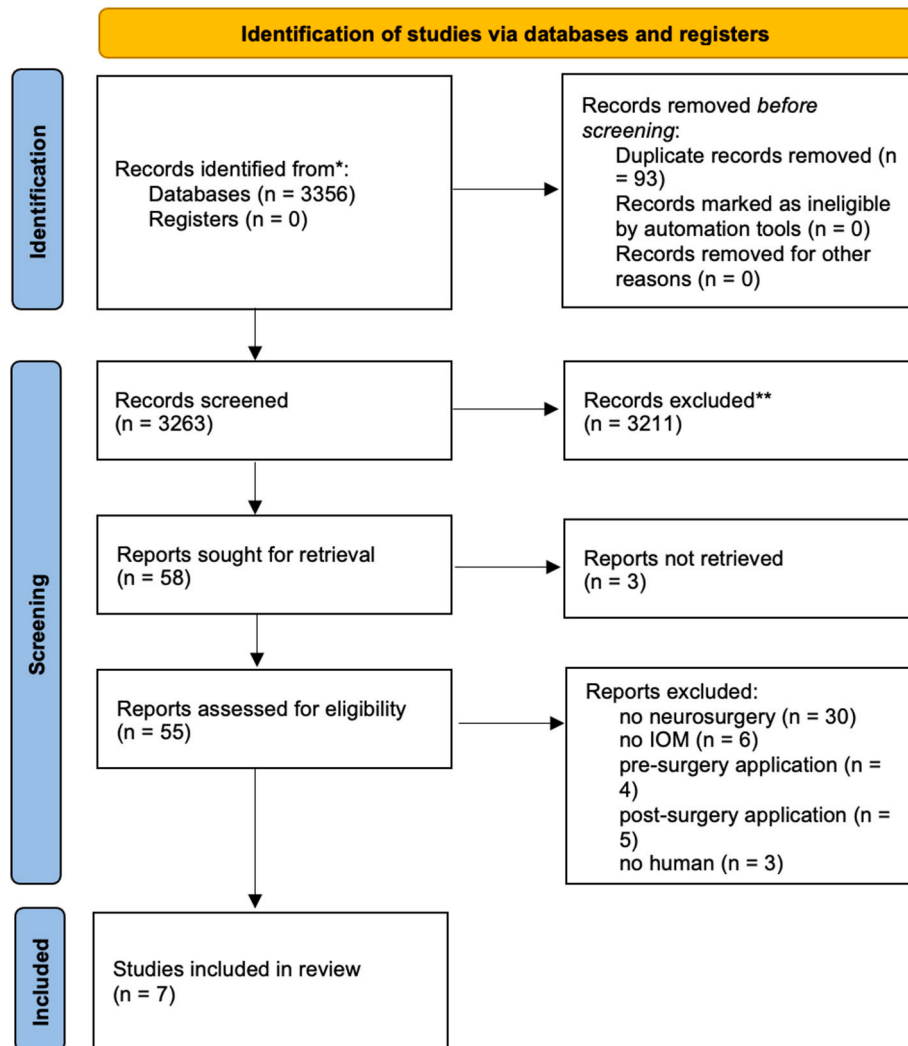 Identification of studies via databases and registers
Identification
Records identified from*:
Databases (n = 3356)
Registers (n = 0)
Records removed before
screening:
Duplicate records removed (n
= 93)
Records marked as ineligible
by automation tools (n = 0)
Records removed for other
reasons (n = 0)
Screening
Records screened
(n = 3263)
Records excluded**
(n = 3211)
Reports sought for retrieval
(n = 58)
Reports not retrieved
(n = 3)
Reports assessed for eligibility
(n = 55)
Reports excluded:
no neurosurgery (n = 30)
no IOM (n = 6)
pre-surgery application (n =
4)
post-surgery application (n =
5)
no human (n = 3)
Included
Studies included in review
(n = 7)